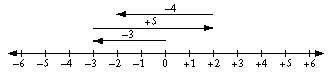 –4
+5
–3
–6 –5 –4 –3 –2 –1 0 +1 +2 +3 +4 +5 +6